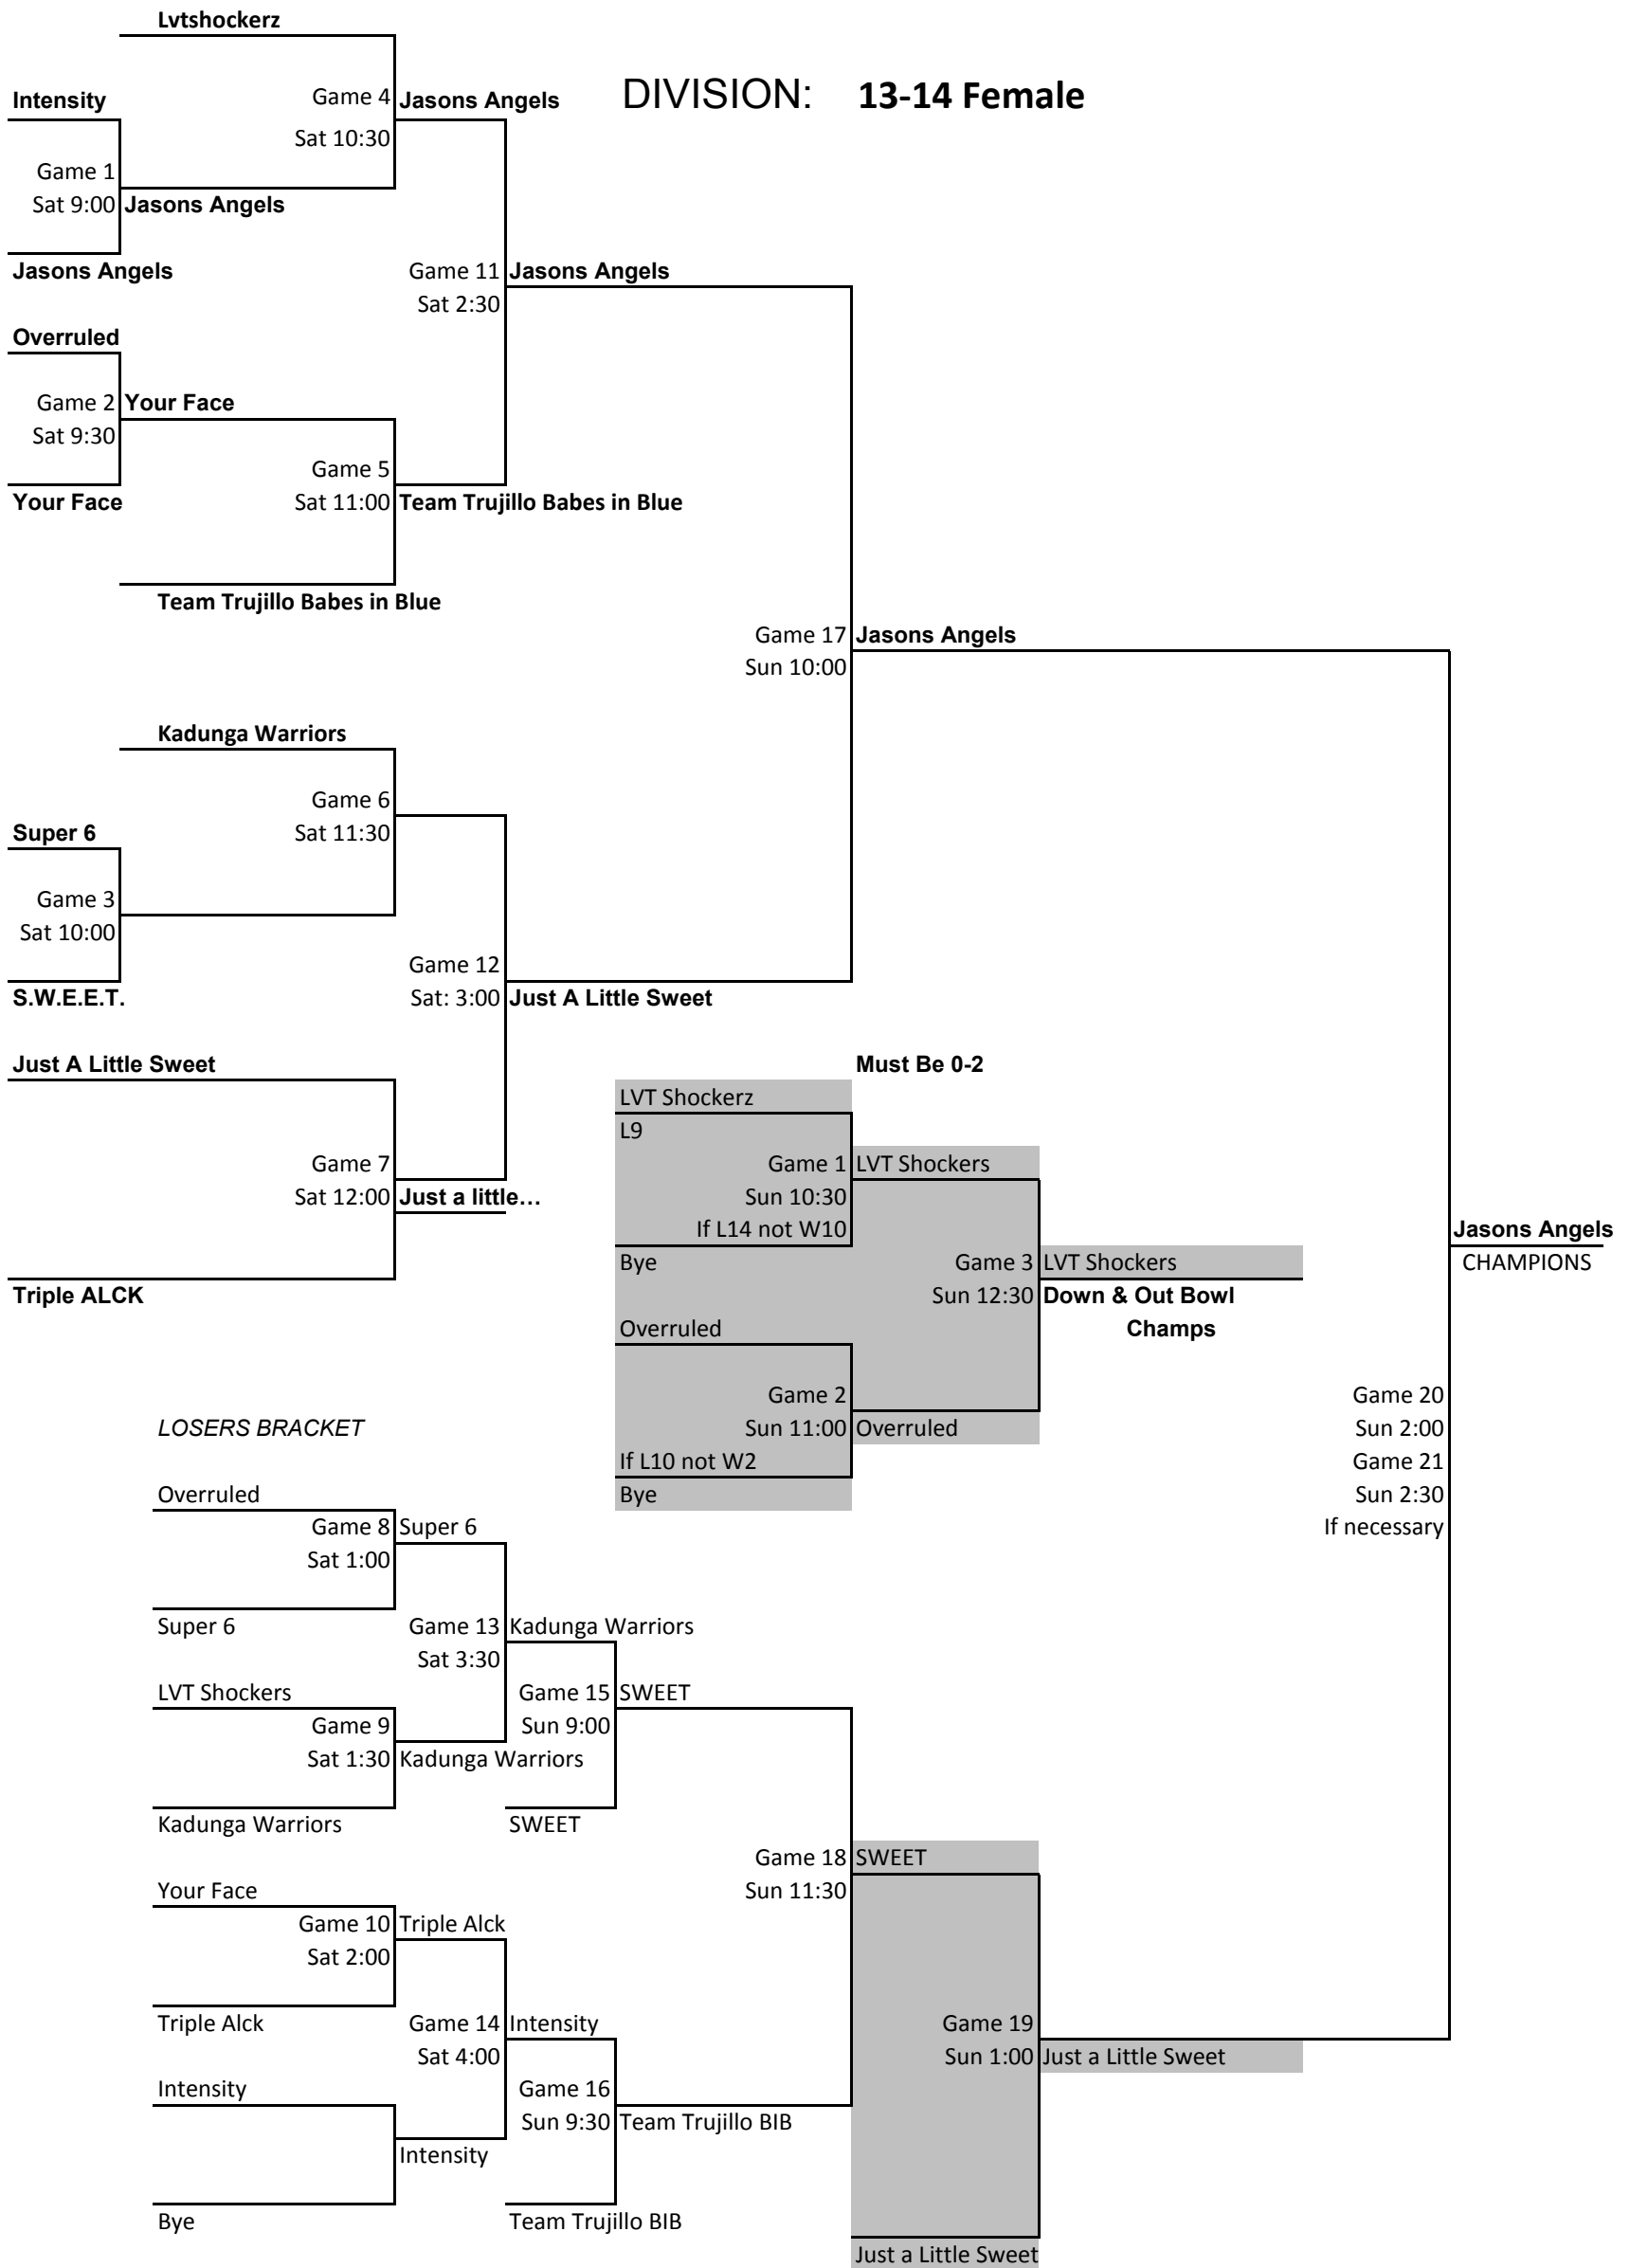 Lvtshockerz
DIVISION: 13-14 Female
Intensity
Game 4 Jasons Angels
Sat 10:30
Game 1
Sat 9:00 Jasons Angels
Jasons Angels
Game 11 Jasons Angels
Sat 2:30
Overruled
Game 2 Your Face
Sat 9:30
Game 5
Your Face
Sat 11:00 Team Trujillo Babes in Blue
Team Trujillo Babes in Blue
Game 17 Jasons Angels
Sun 10:00
Kadunga Warriors
Game 6
Super 6
Sat 11:30
Game 3
Sat 10:00
Game 12
S.W.E.E.T.
Sat: 3:00 Just A Little Sweet
Just A Little Sweet
Must Be 0-2
LVT Shockerz
L9
Game 7
Game 1 LVT Shockers
Sat 12:00 Just a little…
Sun 10:30
If L14 not W10
Jasons Angels
Bye
Game 3 LVT Shockers
CHAMPIONS
Triple ALCK
Sun 12:30 Down & Out Bowl
Overruled
Champs
Game 2
Game 20
LOSERS BRACKET
Sun 11:00 Overruled
Sun 2:00
If L10 not W2
Game 21
Overruled
Bye
Sun 2:30
Game 8 Super 6
If necessary
Sat 1:00
Super 6
Game 13 Kadunga Warriors
Sat 3:30
LVT Shockers
Game 15 SWEET
Game 9
Sun 9:00
Sat 1:30 Kadunga Warriors
Kadunga Warriors
SWEET
Game 18 SWEET
Your Face
Sun 11:30
Game 10 Triple Alck
Sat 2:00
Triple Alck
Game 14 Intensity
Game 19
Sat 4:00
Sun 1:00 Just a Little Sweet
Intensity
Game 16
Sun 9:30 Team Trujillo BIB
Intensity
Bye
Team Trujillo BIB
Just a Little Sweet